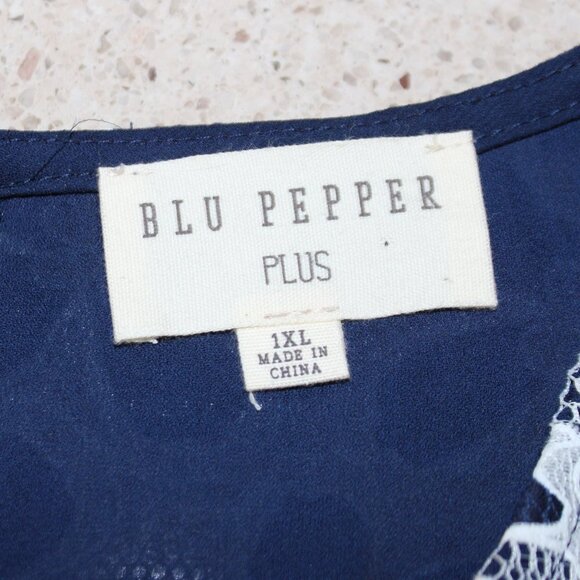 BLU PEPPER
PLUS
1XL
MADE IN
CHINA